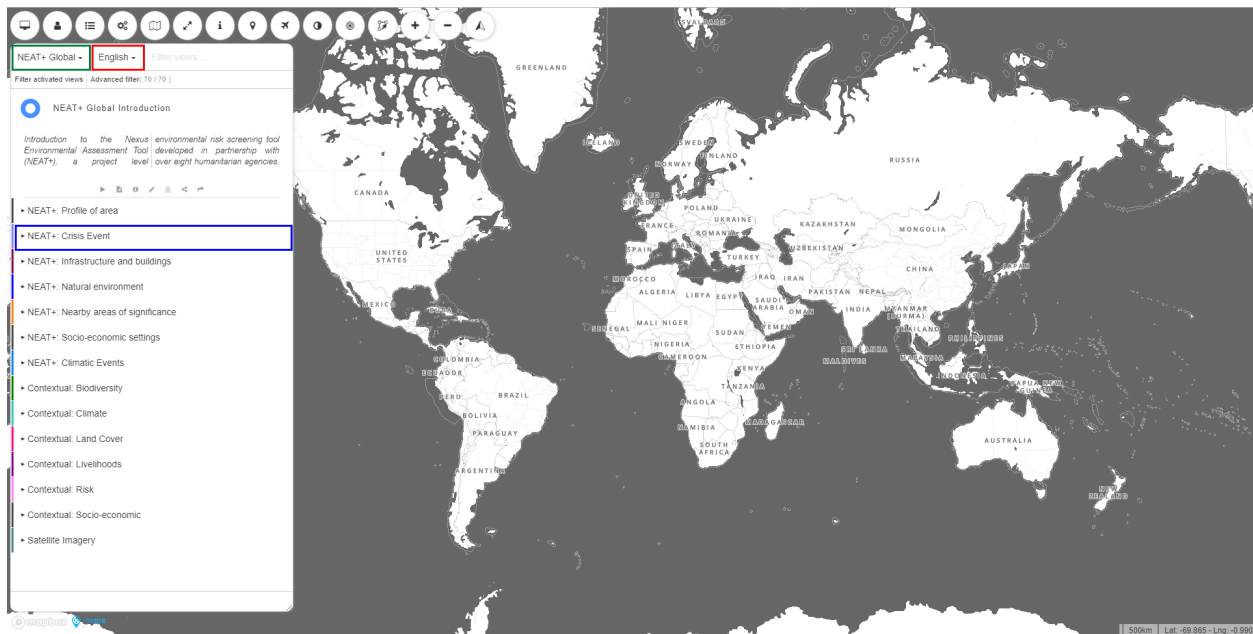 NEAT+ Global
English
Filter views ...
Filter activated views
Advanced filter( 70 / 70 )
NEAT+ Global Introduction
Introduction to the Nexus
Environmental Assessment Tool
(NEAT+), a project level
environmental risk screening tool
developed in partnership with
over eight humanitarian agencies.
NEAT+: Profile of area
NEAT+: Crisis Event
NEAT+: Infrastructure and buildings
NEAT+: Natural environment
NEAT+: Nearby areas of significance
NEAT+: Socio-economic settings
NEAT+: Climatic Events
Contextual: Biodiversity
Contextual: Climate
Contextual: Land Cover
Contextual: Livelihoods
Contextual: Risk
Contextual: Socio-economic
Satellite Imagery
mapbox
SVALBARD
GREENLAND
ICELAND
SWEDEN
FINLAND
NORWAY
RUSSIA
CANADA
UNITED
KINGDOM
POLAND
UKRAINE
FRANCE
ROMANIA
KAZAKHSTAN
MONGOLIA
SPAIN
ITALY
UZBEKISTAN
UNITED
STATES
TURKEY
CHINA
JAPAN
MOROCCO
IRAQ
IRAN
ALGERIA
LIBYA
EGYPT
PAKISTAN
NEPAL
SAUDI
ARABIA
MEXICO
CUBA
OMAN
INDIA
MYANMAR
(BURMA)
SENEGAL
MALI
NIGER
SUDAN
YEMEN
THAILAND
PHILIPPINES
NIGERIA
ETHIOPIA
SRI LANKA
COLOMBIA
CAMEROON
MALDIVES
MALAYSIA
ECUADOR
KENYA
INDONESIA
TANZANIA
PAPUA NEW
GUINEA
PERU
BRAZIL
ANGOLA
BOLIVIA
NAMIBIA
MADAGASCAR
PARAGUAY
AUSTRALIA
SOUTH
AFRICA
ARGENTINA
NEW
ZEALAND
500km
Lat: -69.865 - Lng: -0.990